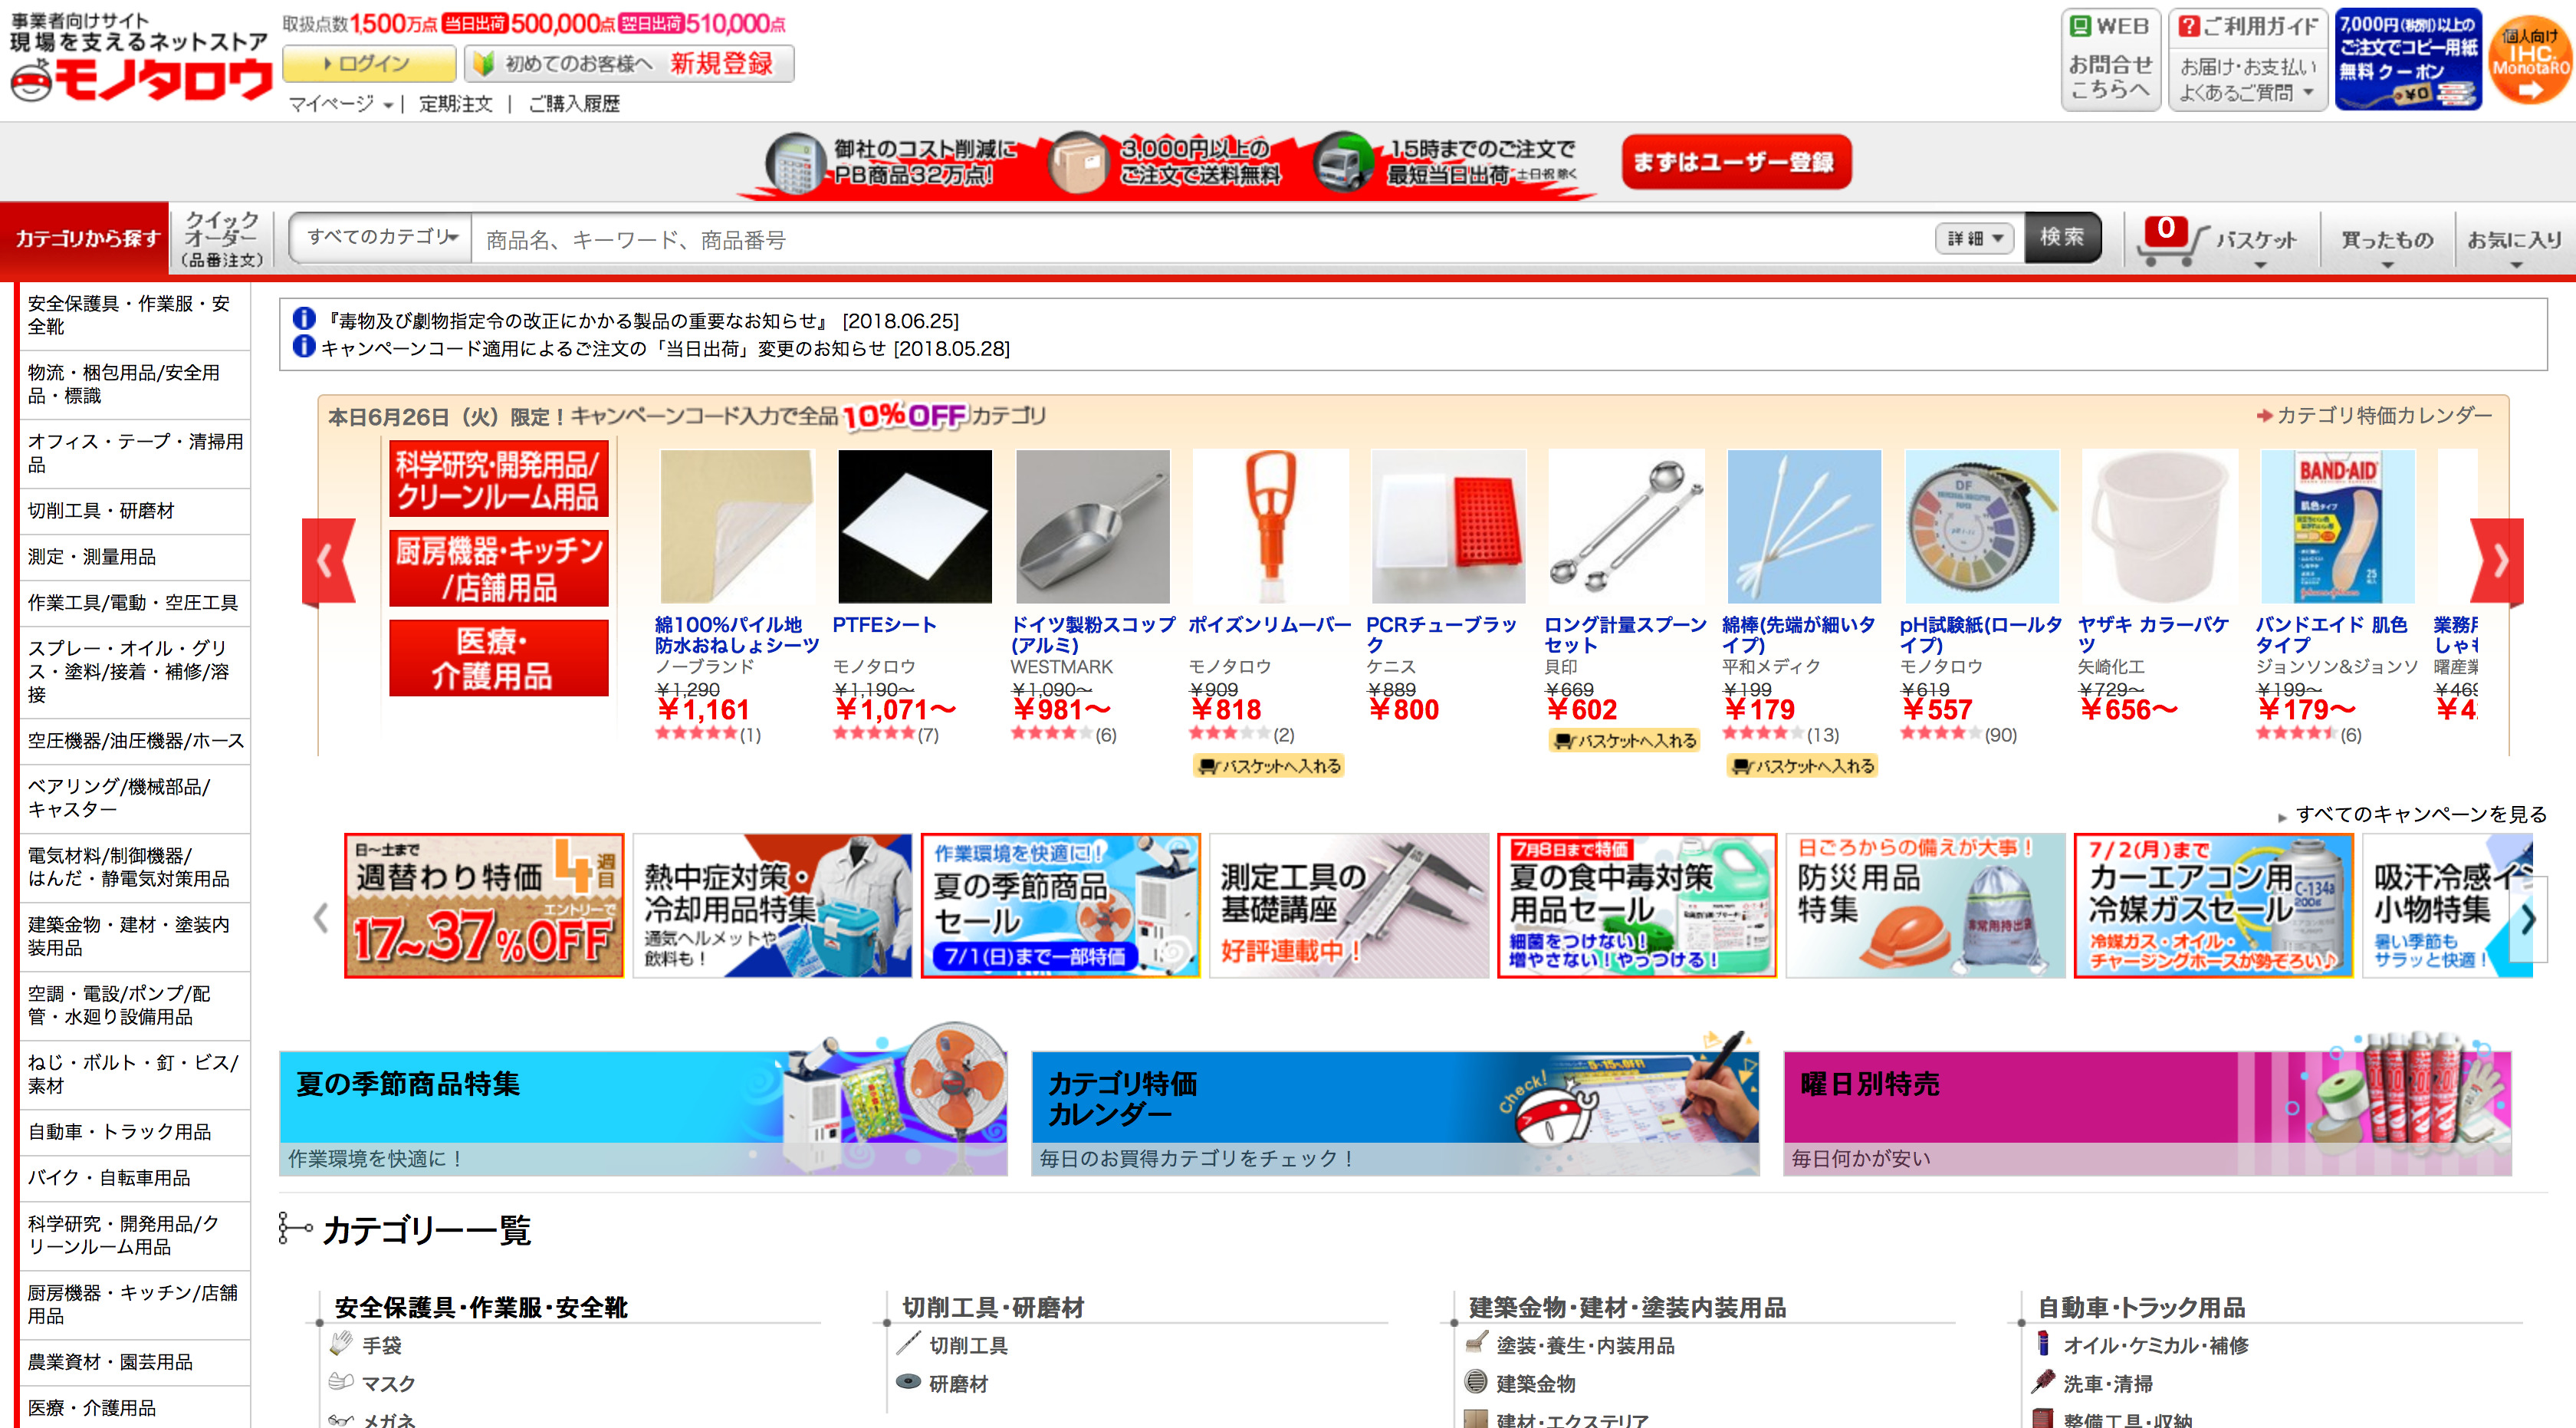 事業者向けサイト
現場を支えるネットストア
モノタロウ
取扱点数1500万点 当日出荷500,000点 翌日出荷510,000点
ログイン
初めてのお客様へ 新規登録
マイページ | 定期注文 | ご購入履歴
WEB
お問合せ
こちらへ
? ご利用ガイド
お届け・お支払い
よくあるご質問
7,000円(税別)以上の
ご注文でコピー用紙
無料クーポン
¥0
個人向け
IHC.
MonotaRO
御社のコスト削減に
PB商品32万点!
3,000円以上の
ご注文で送料無料
15時までのご注文で
最短当日出荷 土日・祝除く
まずはユーザー登録
カテゴリから探す
クイック
オーダー
(品番注文)
すべてのカテゴリ
商品名、キーワード、商品番号
詳細
検索
0
バスケット
買ったもの
お気に入り
安全保護具・作業服・安
全靴
物流・梱包用品/安全用
品・標識
オフィス・テープ・清掃用
品
切削工具・研磨材
測定・測量用品
作業工具/電動・空圧工具
スプレー・オイル・グリ
ス・塗料/接着・補修/溶
接
空圧機器/油圧機器/ホース
ベアリング/機械部品/
キャスター
電気材料/制御機器/
はんだ・静電気対策用品
建築金物・建材・塗装内
装用品
空調・電設/ポンプ/配
管・水廻り設備用品
ねじ・ボルト・釘・ビス/
素材
自動車・トラック用品
バイク・自転車用品
科学研究・開発用品/ク
リーンルーム用品
厨房機器・キッチン/店舗
用品
農業資材・園芸用品
医療・介護用品
『毒物及び劇物指定令の改正にかかる製品の重要なお知らせ』 [2018.06.25]
キャンペーンコード適用によるご注文の「当日出荷」変更のお知らせ [2018.05.28]
本日6月26日（火）限定！キャンペーンコード入力で全品10%OFFカテゴリ
カテゴリ特価カレンダー
科学研究・開発用品/
クリーンルーム用品
厨房機器・キッチン
/店舗用品
医療・
介護用品
綿100%パイル地
防水おねしょシーツ
ノーブランド
￥1,290
￥1,161
(1)
PTFEシート
モノタロウ
￥1,190～
￥1,071～
(7)
ドイツ製粉スコップ
(アルミ)
WESTMARK
￥1,090～
￥981～
(6)
ポイズンリムーバー
モノタロウ
￥909
￥818
(2)
バスケットへ入れる
PCRチューブラッ
ク
ケニス
￥889
￥800
ロング計量スプーン
セット
貝印
￥669
￥602
バスケットへ入れる
綿棒(先端が細いタ
イプ)
平和メディク
￥199
￥179
(13)
バスケットへ入れる
DF
pH試験紙(ロールタ
イプ)
モノタロウ
￥619
￥557
(90)
ヤザキ カラーバケ
ツ
矢崎化工
￥729～
￥656～
BAND-AID
肌色タイプ
25
バンドエイド 肌色
タイプ
ジョンソン&ジョンソ
￥199～
￥179～
(6)
業務用
しゃも
曙産業
￥469
￥4
すべてのキャンペーンを見る
日～土まで
週替わり特価 4週目
エントリーで
17~37%OFF
熱中症対策・
冷却用品特集
通気ヘルメットや
飲料も！
作業環境を快適に!!
夏の季節商品
セール
7/1(日)まで一部特価
測定工具の
基礎講座
好評連載中！
7月8日まで特価
夏の食中毒対策
用品セール
細菌をつけない！
増やさない！やっつける！
日ごろからの備えが大事！
防災用品
特集
非常用持出袋
7/2(月)まで
カーエアコン用
冷媒ガスセール
冷媒ガス・オイル・
チャージングホースが勢ぞろい♪
C-134a
200g
吸汗冷感イン
小物特集
暑い季節も
サラッと快適！
夏の季節商品特集
作業環境を快適に！
カテゴリ特価
カレンダー
Check!
5~15%OFF!
毎日のお買得カテゴリをチェック！
曜日別特売
毎日何かが安い
カテゴリー一覧
安全保護具・作業服・安全靴
手袋
マスク
メガネ
切削工具・研磨材
切削工具
研磨材
建築金物・建材・塗装内装用品
塗装・養生・内装用品
建築金物
建材・エクステリア
自動車・トラック用品
オイル・ケミカル・補修
洗車・清掃
整備工具・収納